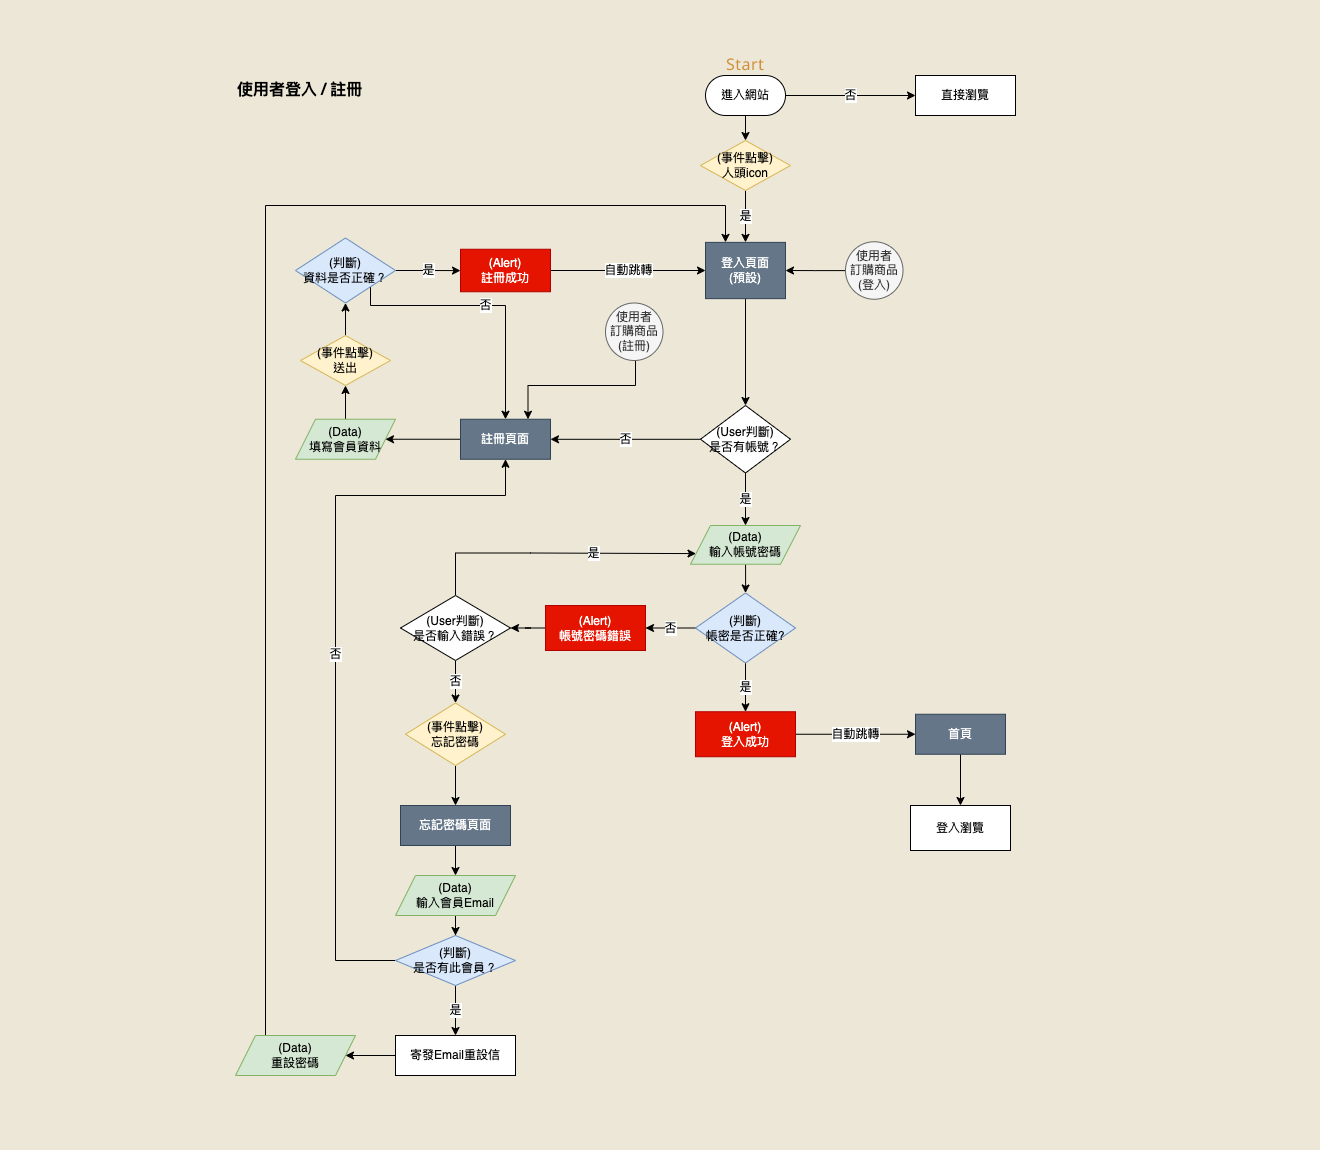 Start
使用者登入 / 註冊
進入網站
否
直接瀏覽
(事件點擊)
人頭icon
是
(判斷)
資料是否正確？
是
(Alert)
註冊成功
自動跳轉
登入頁面
(預設)
使用者
訂購商品
(登入)
否
使用者
訂購商品
(註冊)
(事件點擊)
送出
(Data)
填寫會員資料
註冊頁面
否
(User判斷)
是否有帳號？
是
(Data)
輸入帳號密碼
是
(User判斷)
是否輸入錯誤？
(Alert)
帳號密碼錯誤
否
(判斷)
帳密是否正確?
否
否
是
(事件點擊)
忘記密碼
(Alert)
登入成功
自動跳轉
首頁
忘記密碼頁面
登入瀏覽
(Data)
輸入會員Email
(判斷)
是否有此會員？
是
(Data)
重設密碼
寄發Email重設信